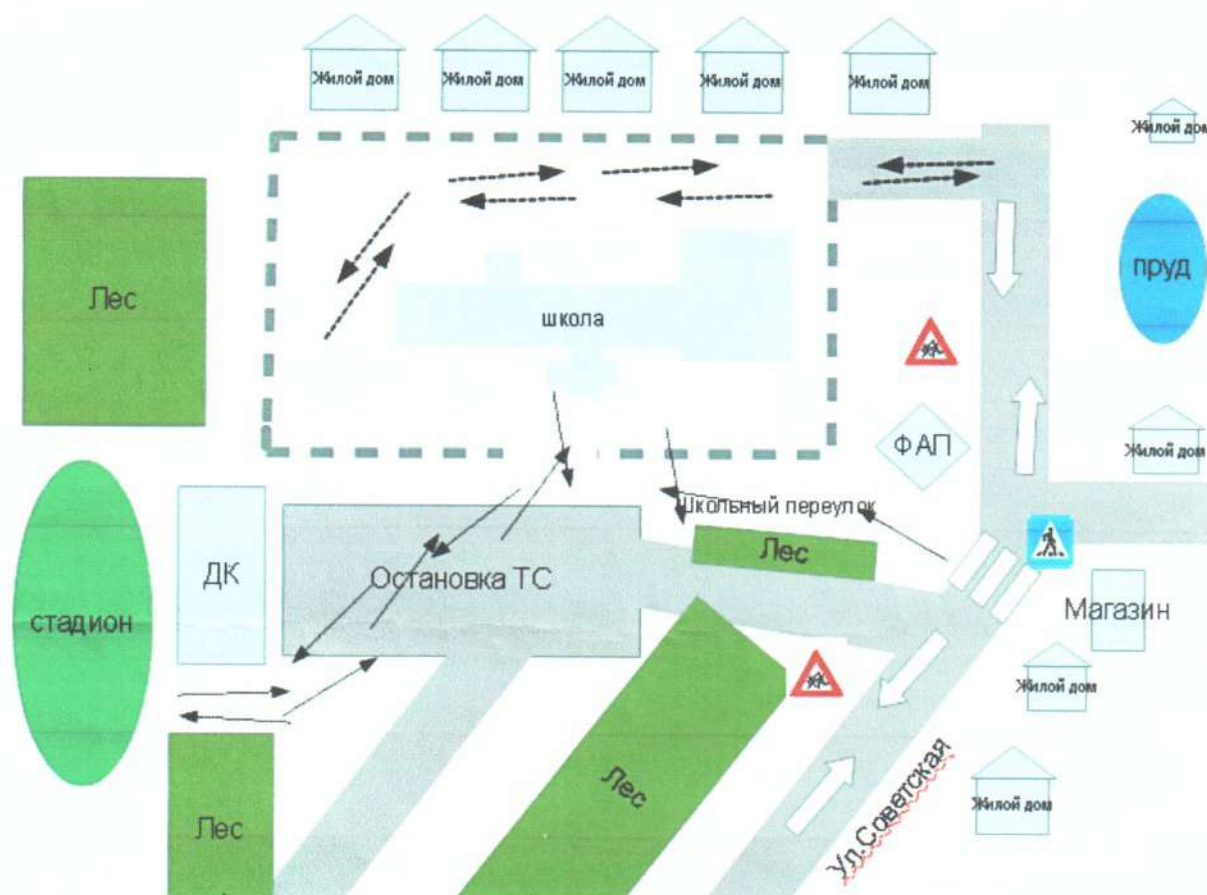 Жилой дом
Жилой дом
Жилой дом
Жилой дом
Жилой дом
Жилой дом
Лес
школа
пруд
ФАП
Жилой дом
Школьный переулок
Лес
ДК
Остановка ТС
стадион
Магазин
Жилой дом
Лес
Ул.Советская
Жилой дом
Лес